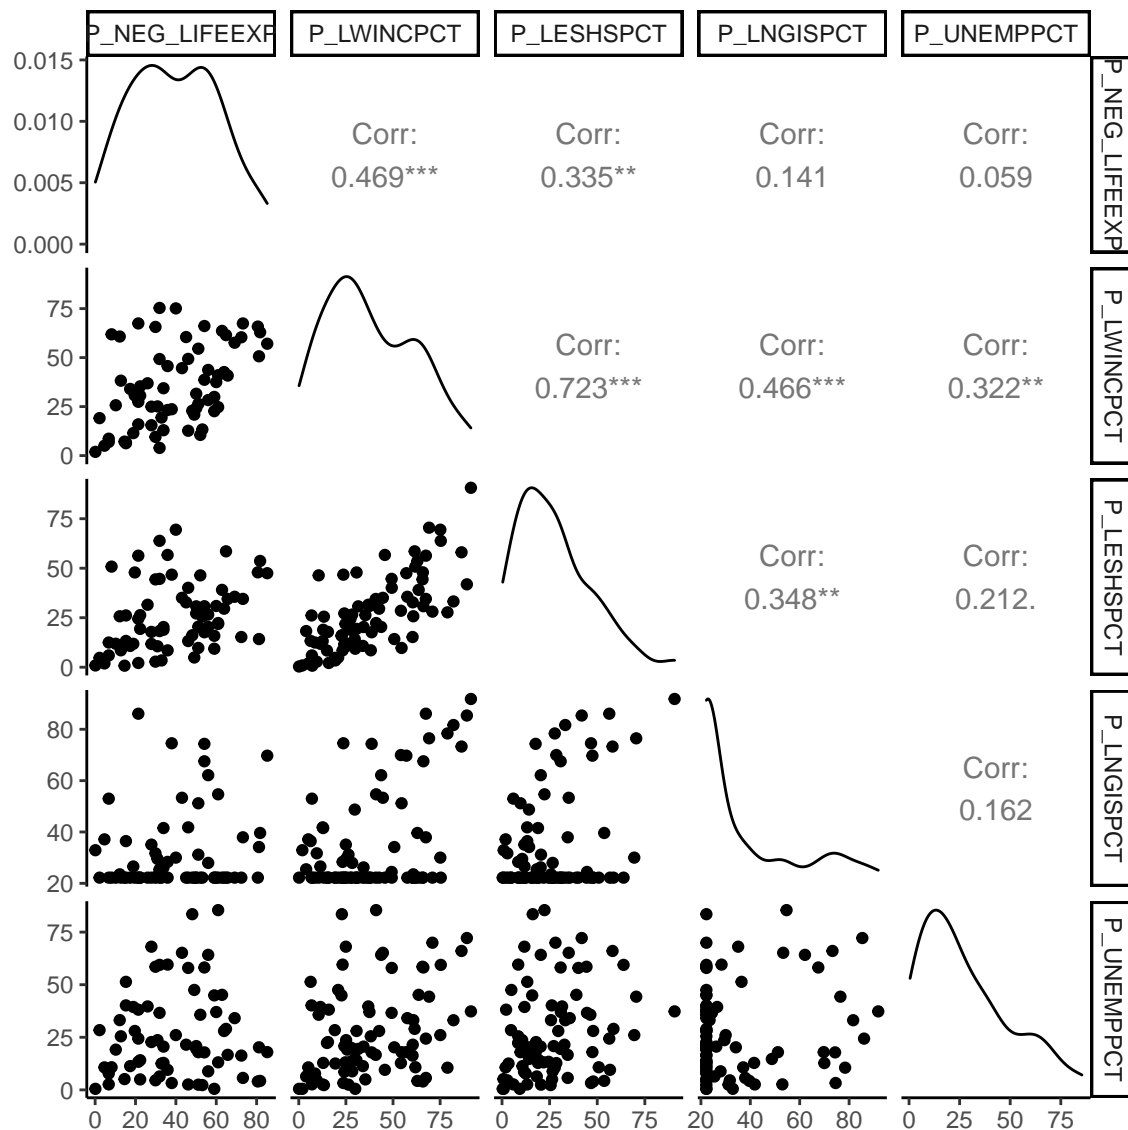 P_NEG_LIFEEXP P_LWINCPCT P_LESHSPCT P_LNGISPCT P_UNEMPPCT
0.015
0.010
0.005
0.000
Corr:
0.469***
Corr:
0.335**
Corr:
0.141
Corr:
0.059
P_NEG_LIFEEXP
75
50
25
0
Corr:
0.723***
Corr:
0.466***
Corr:
0.322**
P_LWINCPCT
75
50
25
0
Corr:
0.348**
Corr:
0.212.
P_LESHSPCT
80
60
40
20
Corr:
0.162
P_LNGISPCT
75
50
25
0
P_UNEMPPCT
0 20 40 60 80
0 25 50 75
0 25 50 75
20 40 60 80
0 25 50 75